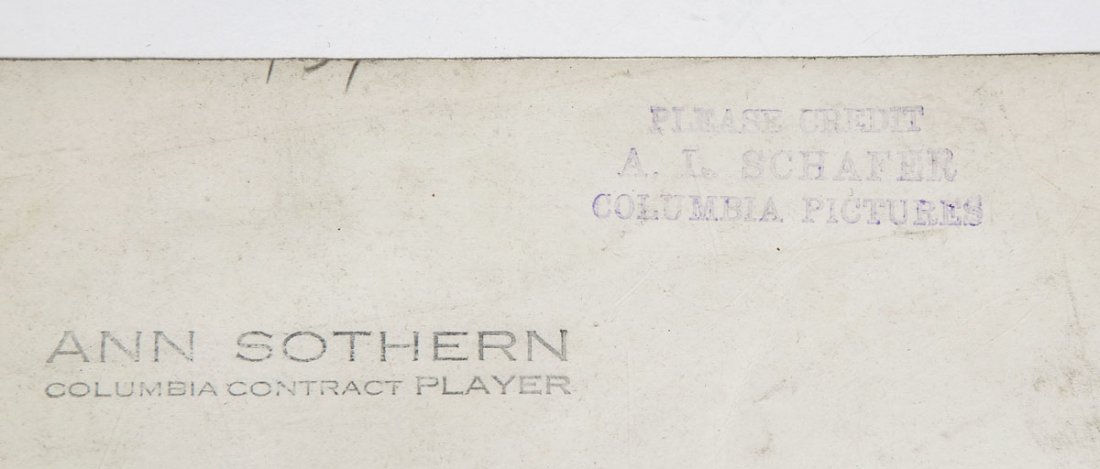 PLEASE CREDIT
A. L. SCHAFER
COLUMBIA PICTURES
ANN SOTHERN
COLUMBIA CONTRACT PLAYER